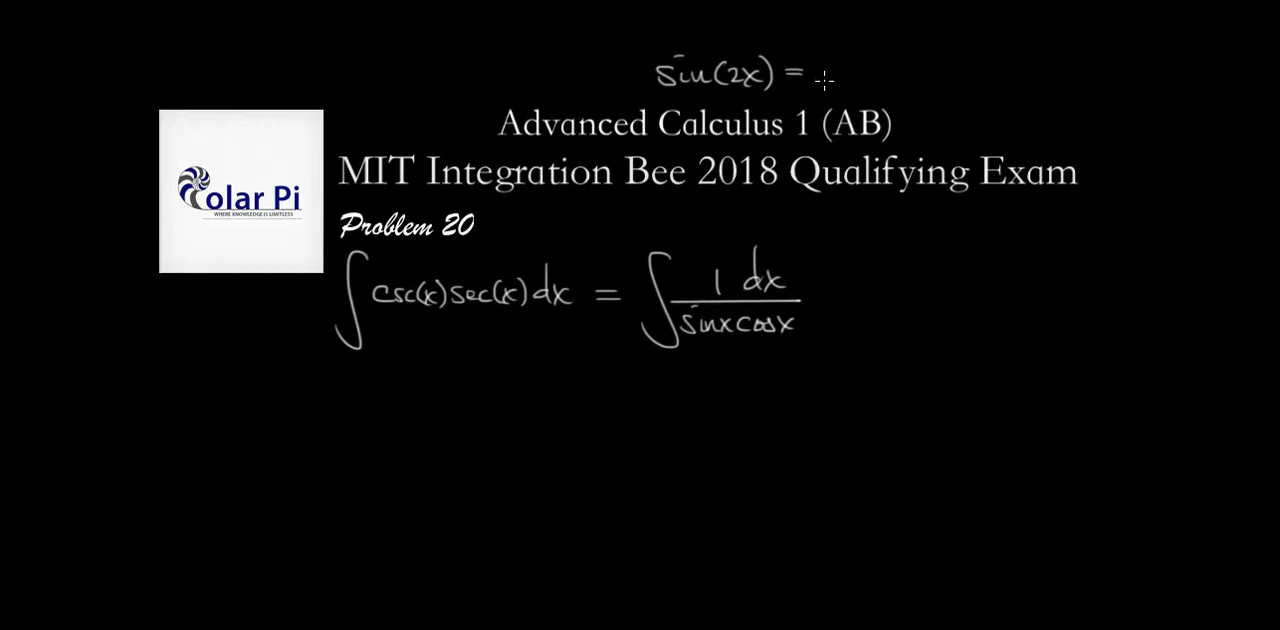 sin(2x) =
Advanced Calculus 1 (AB)
MIT Integration Bee 2018 Qualifying Exam
olar Pi
WHERE KNOWLEDGE IS LIMITLESS
Problem 20
∫ csc(x) sec(x) dx = ∫ 1 dx / sinx cosx